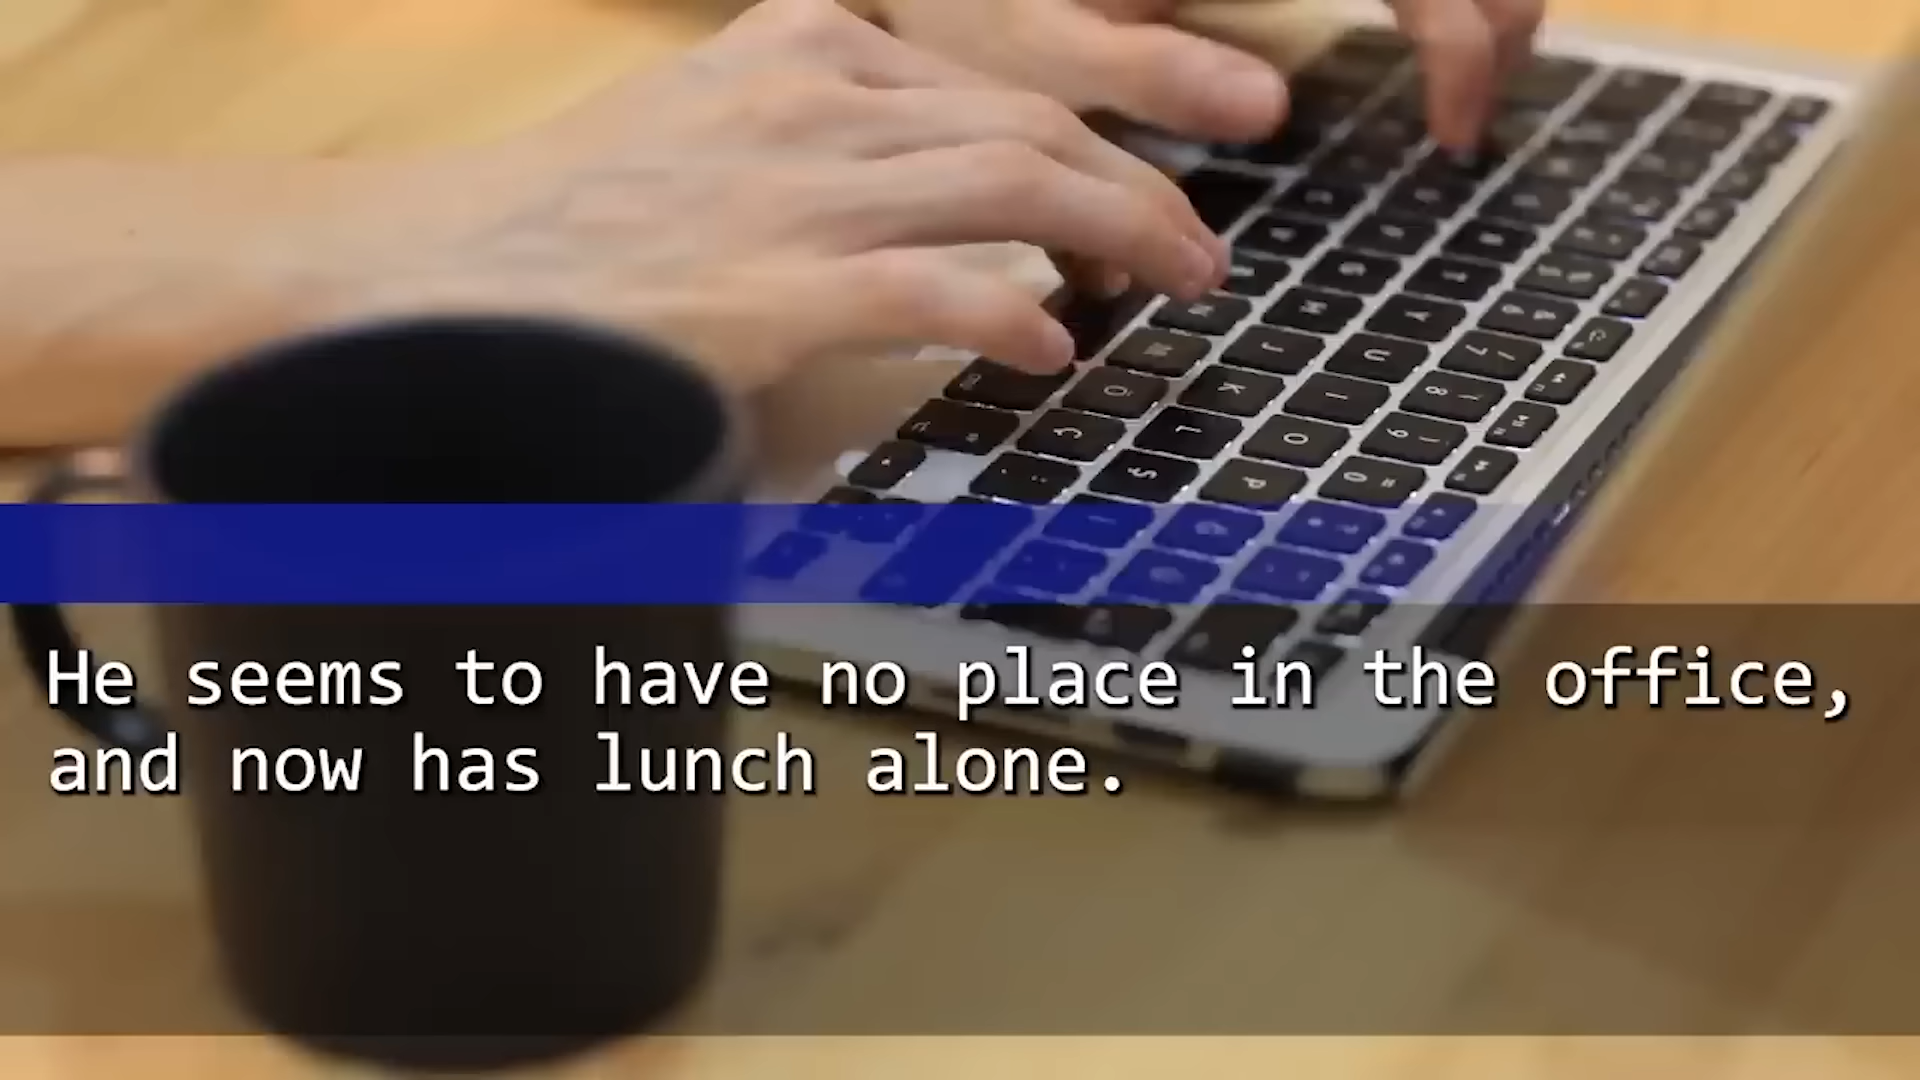 He seems to have no place in the office,
and now has lunch alone.